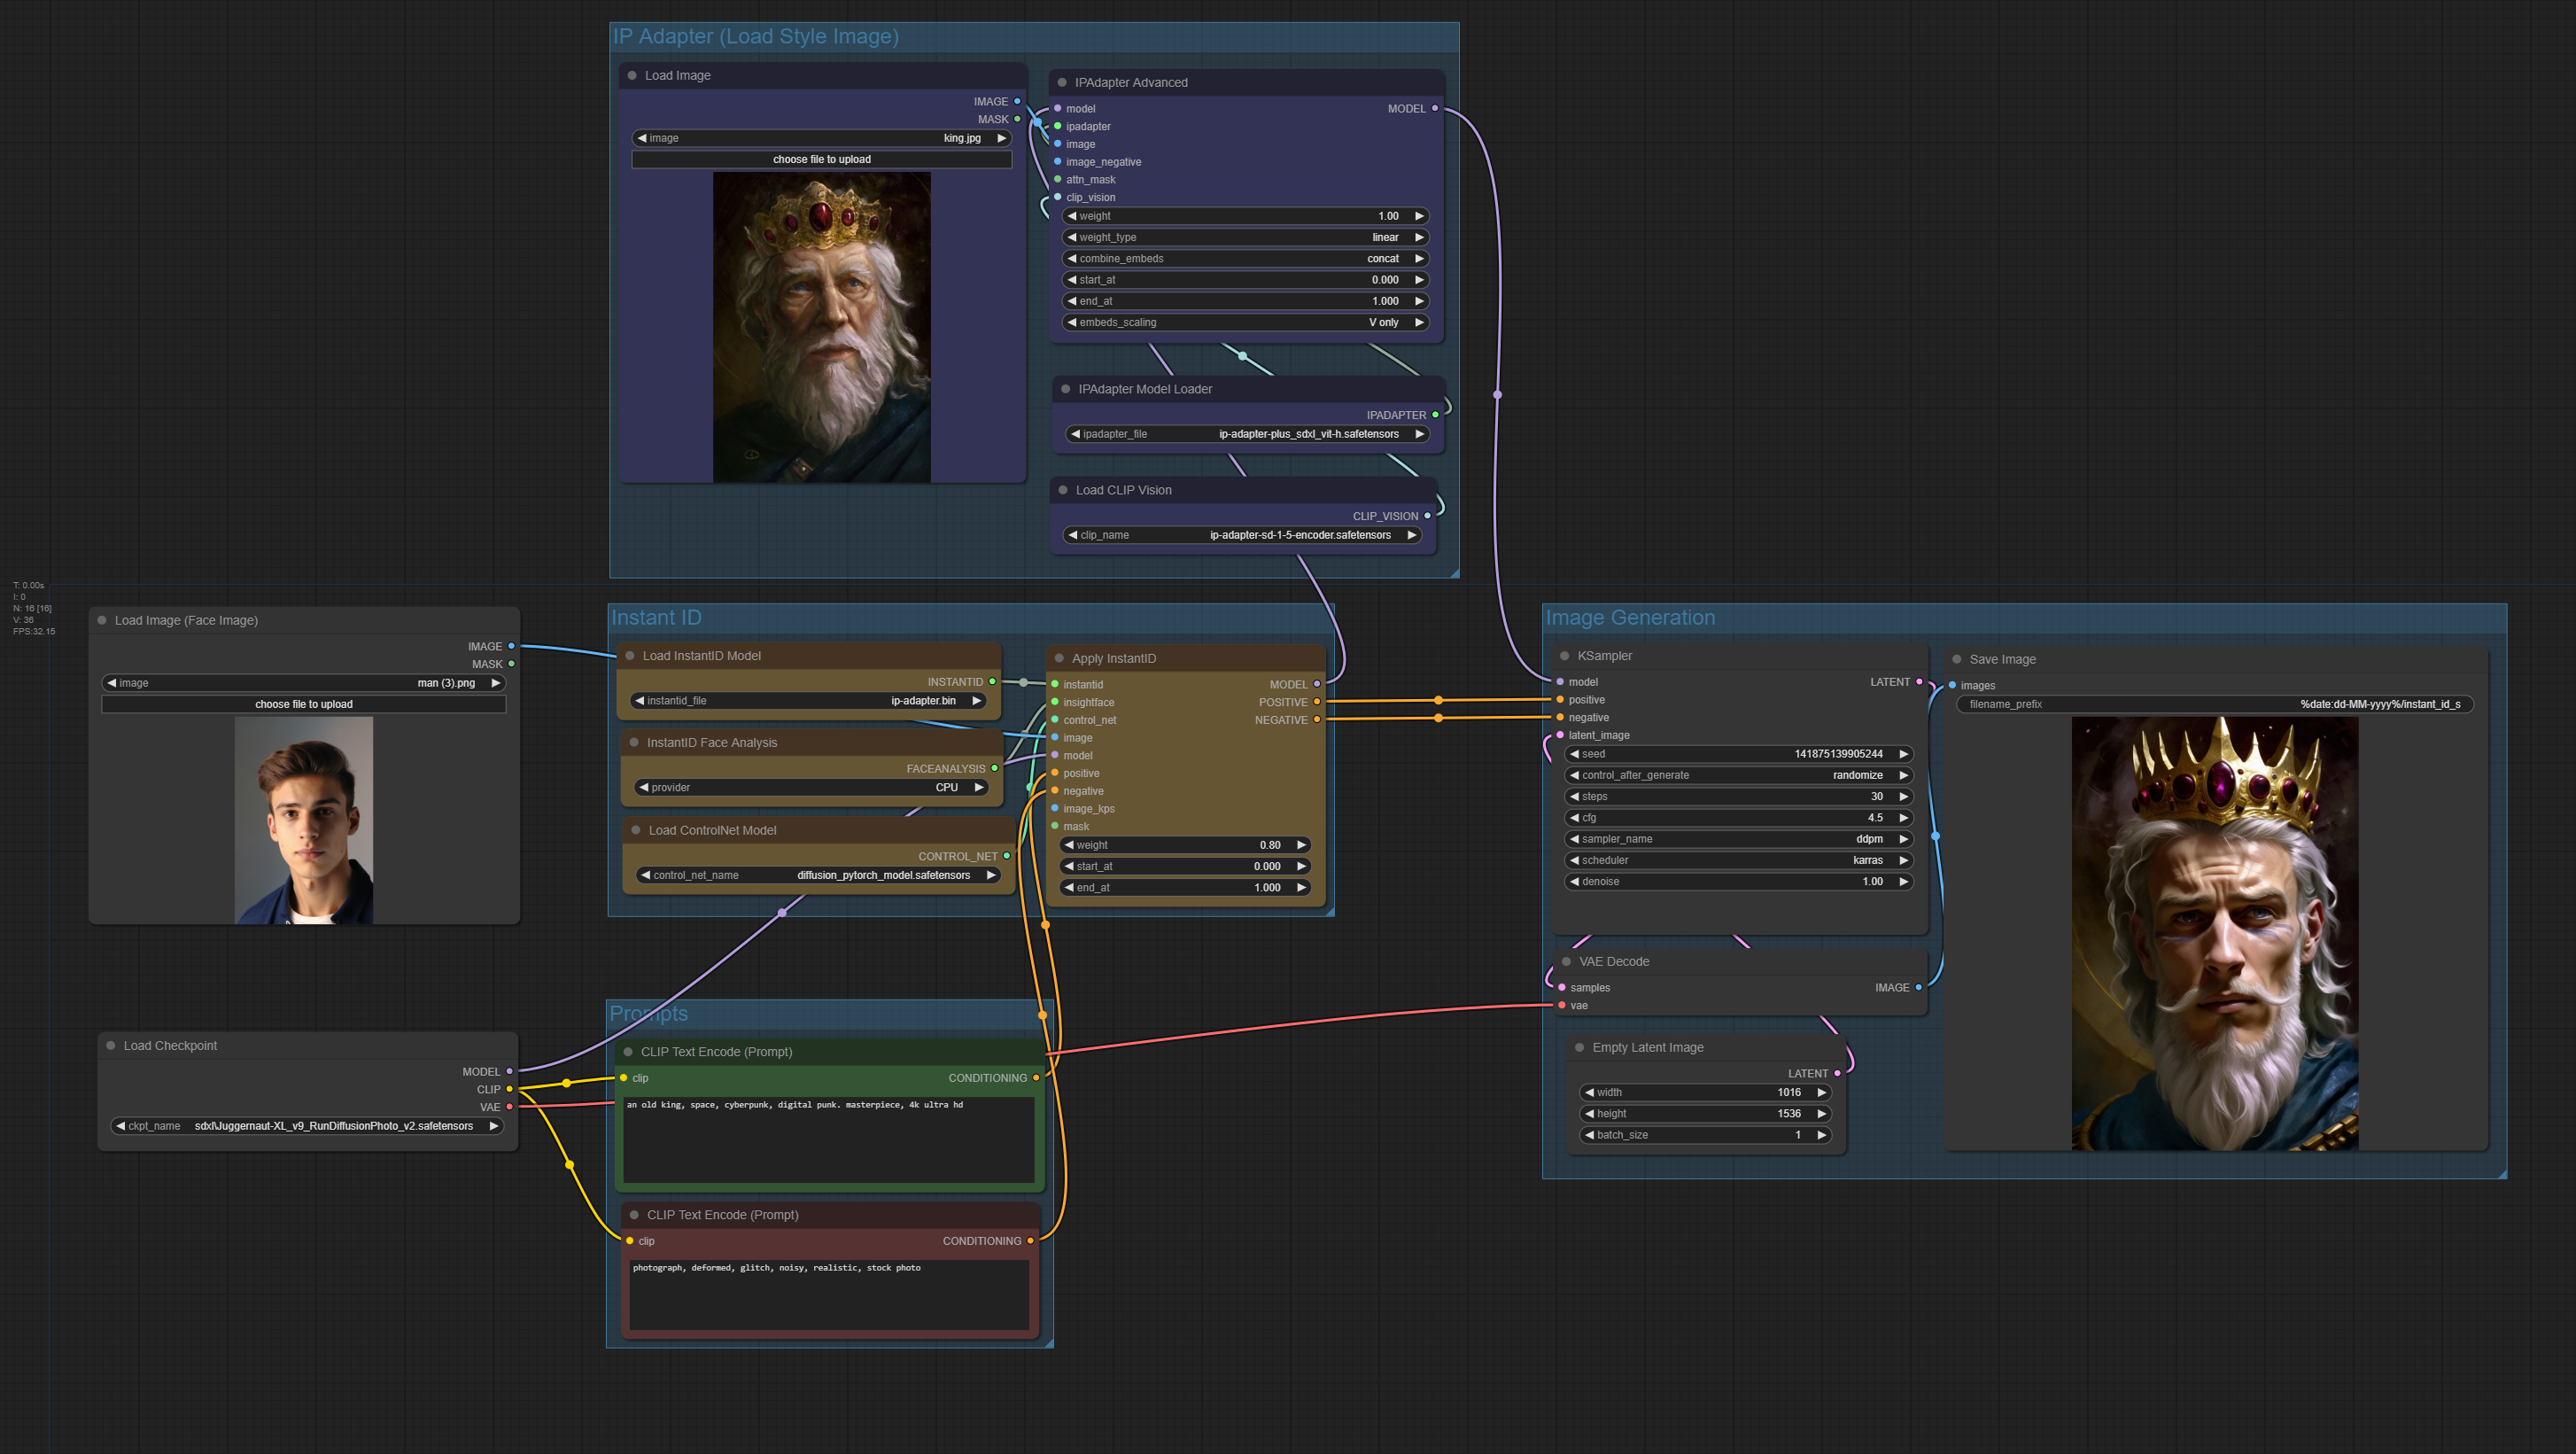 IP Adapter (Load Style Image)
Load Image
IMAGE
MASK
image king.jpg
choose file to upload
IPAdapter Advanced
model MODEL
ipadapter
image
image_negative
attn_mask
clip_vision
weight 1.00
weight_type linear
combine_embeds concat
start_at 0.000
end_at 1.000
embeds_scaling V only
IPAdapter Model Loader
IPADAPTER
ipadapter_file ip-adapter-plus_sdxl_vit-h.safetensors
Load CLIP Vision
CLIP_VISION
clip_name ip-adapter-sd-1-5-encoder.safetensors
T: 0.00s
I: 0
N: 16 [16]
V: 36
FPS:32.15
Load Image (Face Image)
IMAGE
MASK
image man (3).png
choose file to upload
Instant ID
Load InstantID Model
INSTANTID
instantid_file ip-adapter.bin
InstantID Face Analysis
FACEANALYSIS
provider CPU
Load ControlNet Model
CONTROL_NET
control_net_name diffusion_pytorch_model.safetensors
Apply InstantID
instantid MODEL
insightface POSITIVE
control_net NEGATIVE
image
model
positive
negative
image_kps
mask
weight 0.80
start_at 0.000
end_at 1.000
Image Generation
KSampler
model LATENT
positive
negative
latent_image
seed 141875139905244
control_after_generate randomize
steps 30
cfg 4.5
sampler_name ddpm
scheduler karras
denoise 1.00
VAE Decode
samples IMAGE
vae
Empty Latent Image
LATENT
width 1016
height 1536
batch_size 1
Save Image
images
filename_prefix %date:dd-MM-yyyy%/instant_id_s
Load Checkpoint
MODEL
CLIP
VAE
ckpt_name sdxl\Juggernaut-XL_v9_RunDiffusionPhoto_v2.safetensors
Prompts
CLIP Text Encode (Prompt)
clip CONDITIONING
an old king, space, cyberpunk, digital punk. masterpiece, 4k ultra hd
CLIP Text Encode (Prompt)
clip CONDITIONING
photograph, deformed, glitch, noisy, realistic, stock photo